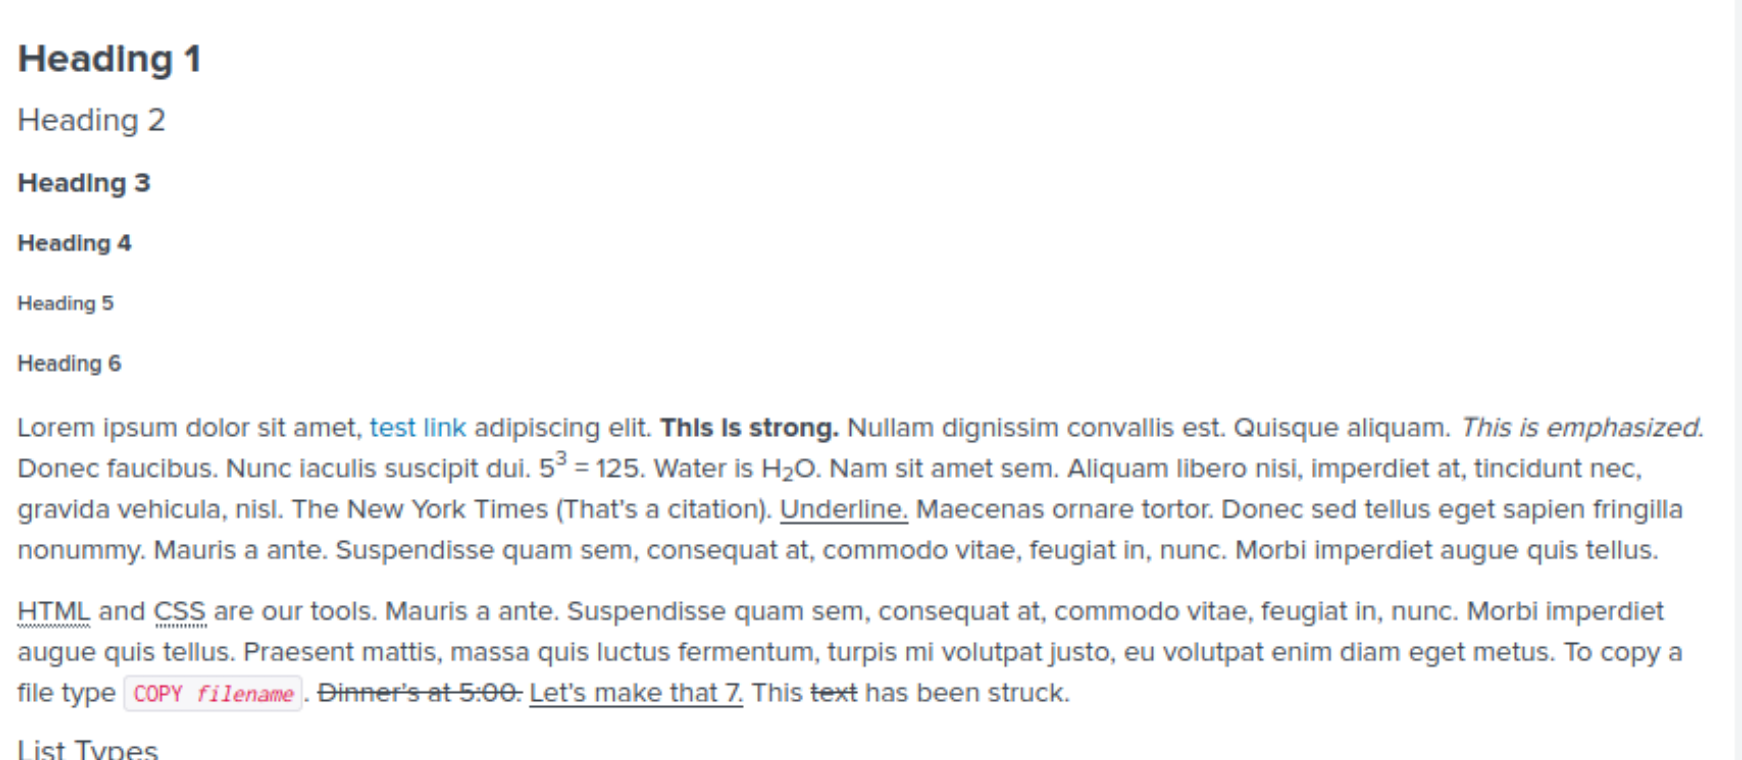 Heading 1
Heading 2
Heading 3
Heading 4
Heading 5
Heading 6
Lorem ipsum dolor sit amet, test link adipiscing elit. This is strong. Nullam dignissim convallis est. Quisque aliquam. This is emphasized.
Donec faucibus. Nunc iaculis suscipit dui. 5³ = 125. Water is H₂O. Nam sit amet sem. Aliquam libero nisi, imperdiet at, tincidunt nec,
gravida vehicula, nisl. The New York Times (That's a citation). Underline. Maecenas ornare tortor. Donec sed tellus eget sapien fringilla
nonummy. Mauris a ante. Suspendisse quam sem, consequat at, commodo vitae, feugiat in, nunc. Morbi imperdiet augue quis tellus.
HTML and CSS are our tools. Mauris a ante. Suspendisse quam sem, consequat at, commodo vitae, feugiat in, nunc. Morbi imperdiet
augue quis tellus. Praesent mattis, massa quis luctus fermentum, turpis mi volutpat justo, eu volutpat enim diam eget metus. To copy a
file type COPY filename. Dinner's at 5:00. Let's make that 7. This text has been struck.
List Types